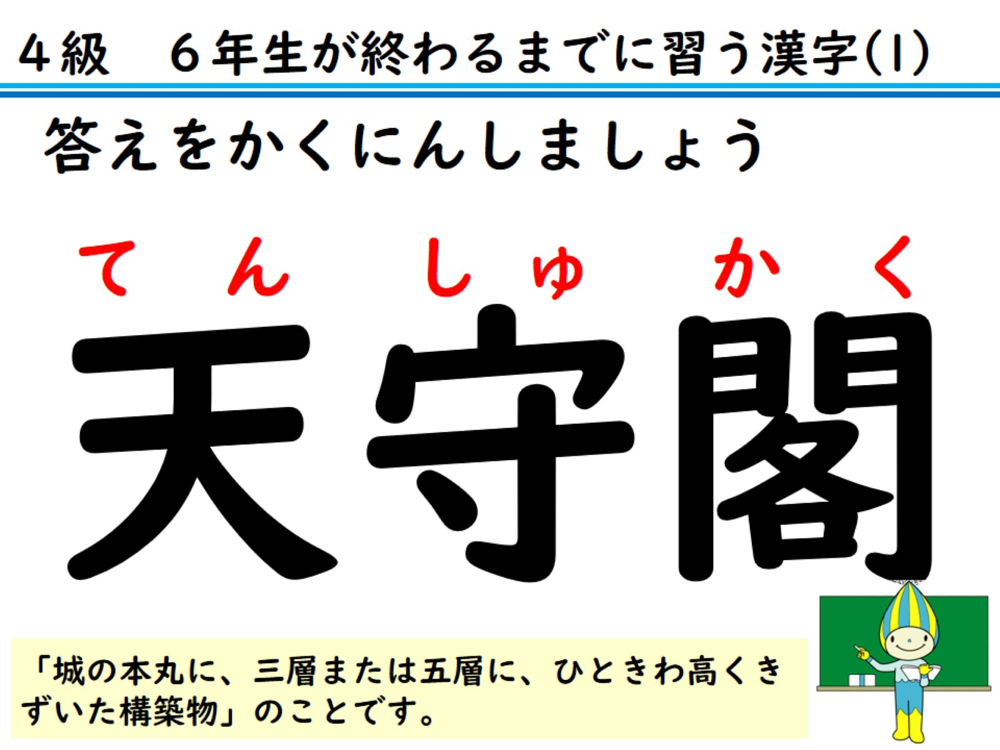 ４級　６年生が終わるまでに習う漢字(1)
答えをかくにんしましょう
てんしゅかく
天守閣
「城の本丸に、三層または五層に、ひときわ高くき
ずいた構築物」のことです。